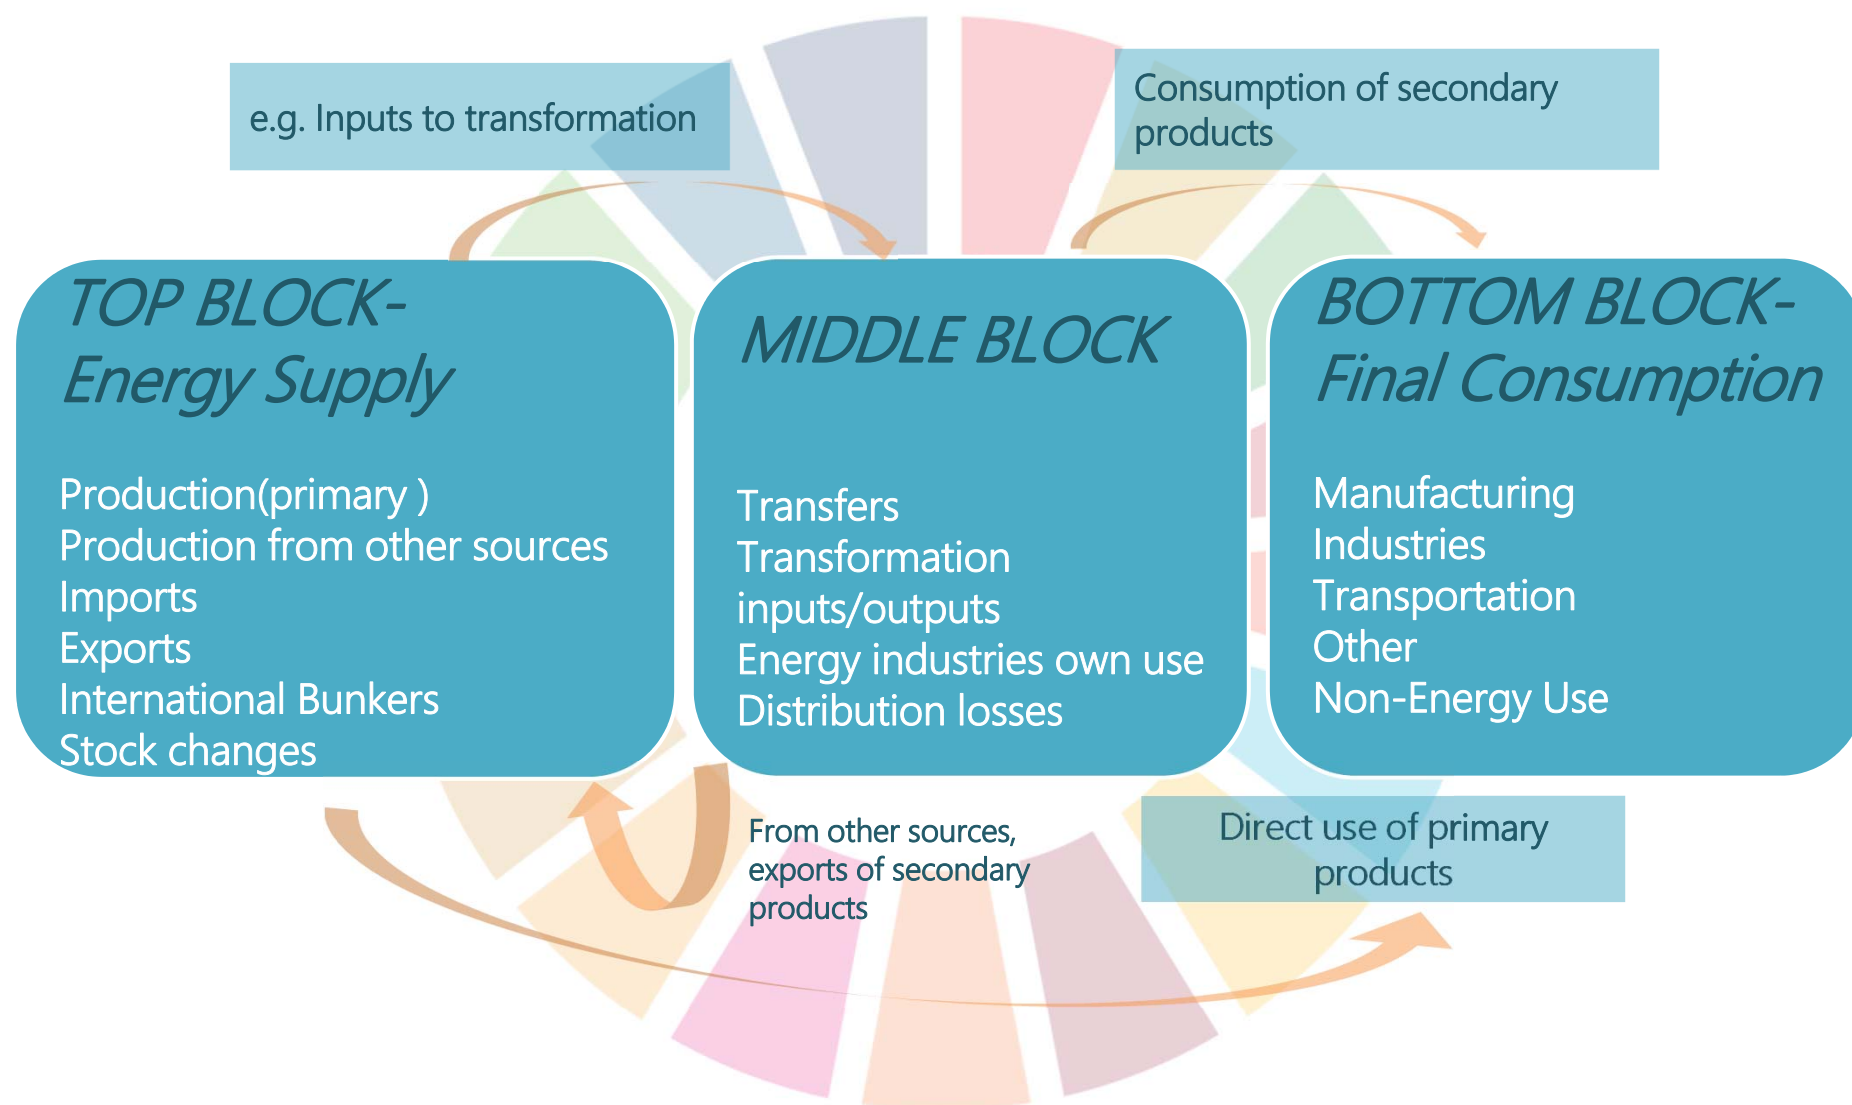 e.g. Inputs to transformation
Consumption of secondary
products
TOP BLOCK-
Energy Supply
Production(primary )
Production from other sources
Imports
Exports
International Bunkers
Stock changes
MIDDLE BLOCK
Transfers
Transformation
inputs/outputs
Energy industries own use
Distribution losses
BOTTOM BLOCK-
Final Consumption
Manufacturing
Industries
Transportation
Other
Non-Energy Use
From other sources,
exports of secondary
products
Direct use of primary
products